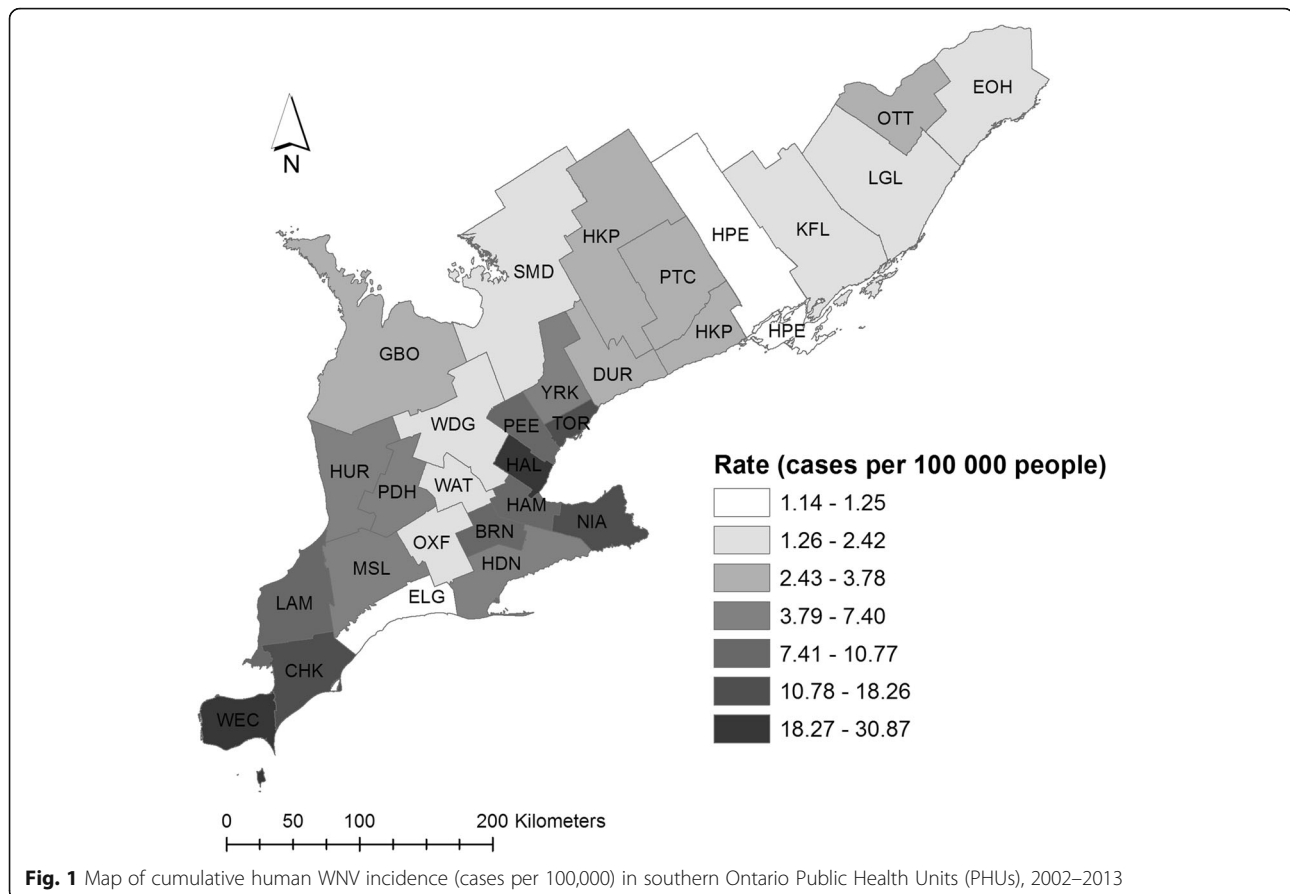 N
EOH
OTT
LGL
HKP
HPE
KFL
SMD
PTC
HKP
HPE
GBO
DUR
YRK
WDG
PEE
TOR
HUR
HAL
PDH
WAT
HAM
NIA
BRN
OXF
HDN
MSL
ELG
LAM
CHK
WEC
Rate (cases per 100 000 people)
1.14 - 1.25
1.26 - 2.42
2.43 - 3.78
3.79 - 7.40
7.41 - 10.77
10.78 - 18.26
18.27 - 30.87
0 50 100 200 Kilometers
Fig. 1 Map of cumulative human WNV incidence (cases per 100,000) in southern Ontario Public Health Units (PHUs), 2002–2013